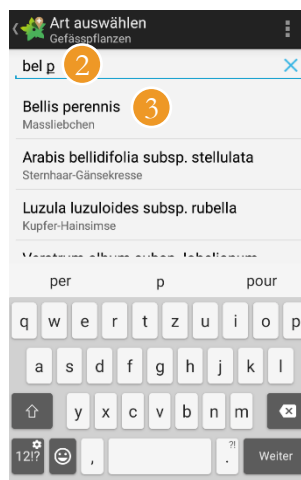 Art auswählen
Gefässpflanzen
bel p 2
Bellis perennis 3
Massliebchen
Arabis bellidifolia subsp. stellulata
Sternhaar-Gänsekresse
Luzula luzuloides subsp. rubella
Kupfer-Hainsimse
per p pour
q w e r t z u i o p
a s d f g h j k l
y x c v b n m
12!? , . ?! Weiter